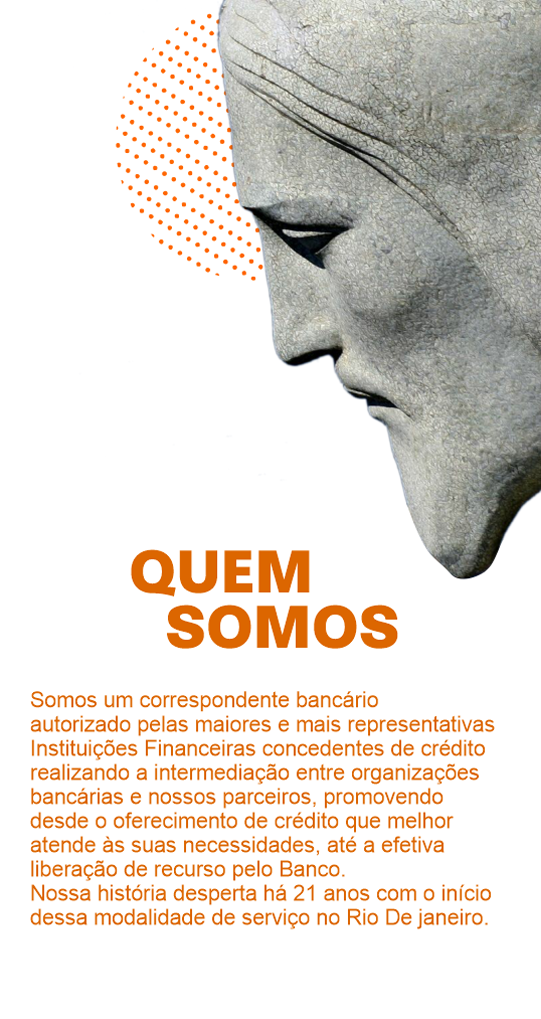 QUEM
SOMOS
Somos um correspondente bancário
autorizado pelas maiores e mais representativas
Instituições Financeiras concedentes de crédito
realizando a intermediação entre organizações
bancárias e nossos parceiros, promovendo
desde o oferecimento de crédito que melhor
atende às suas necessidades, até a efetiva
liberação de recurso pelo Banco.
Nossa história desperta há 21 anos com o início
dessa modalidade de serviço no Rio De janeiro.